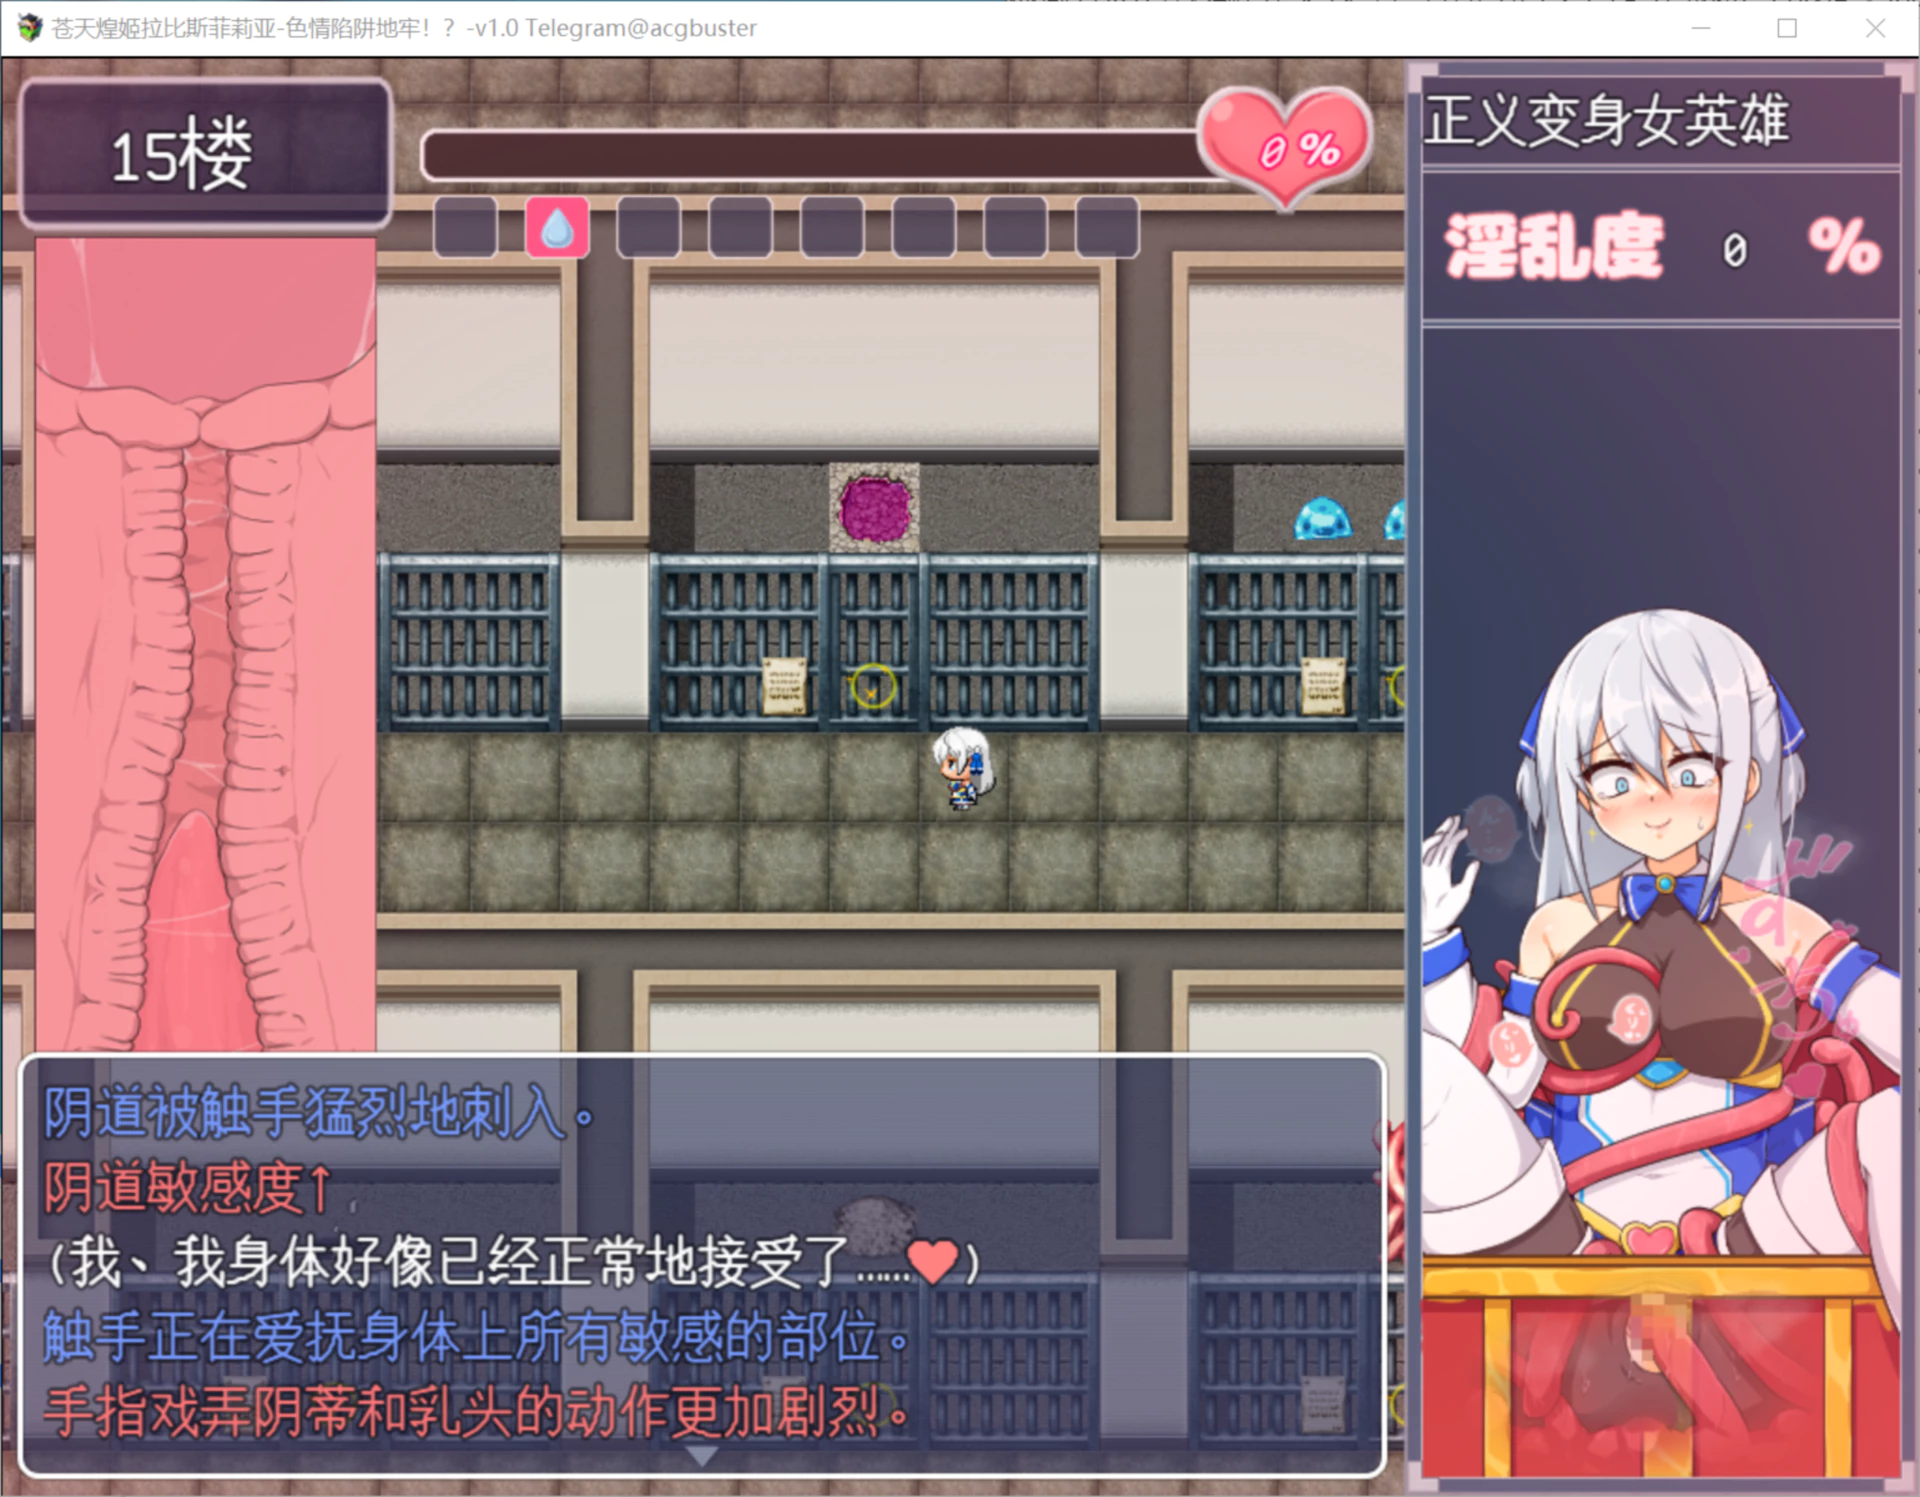 苍天煌姬拉比斯菲莉亚-色情陷阱地牢！？ -v1.0 Telegram@acgbuster
15楼
0 %
正义变身女英雄
淫乱度 0 %
阴道被触手猛烈地刺入。
阴道敏感度↑
(我、我身体好像已经正常地接受了……♥)
触手正在爱抚身体上所有敏感的部位。
手指戏弄阴蒂和乳头的动作更加剧烈。